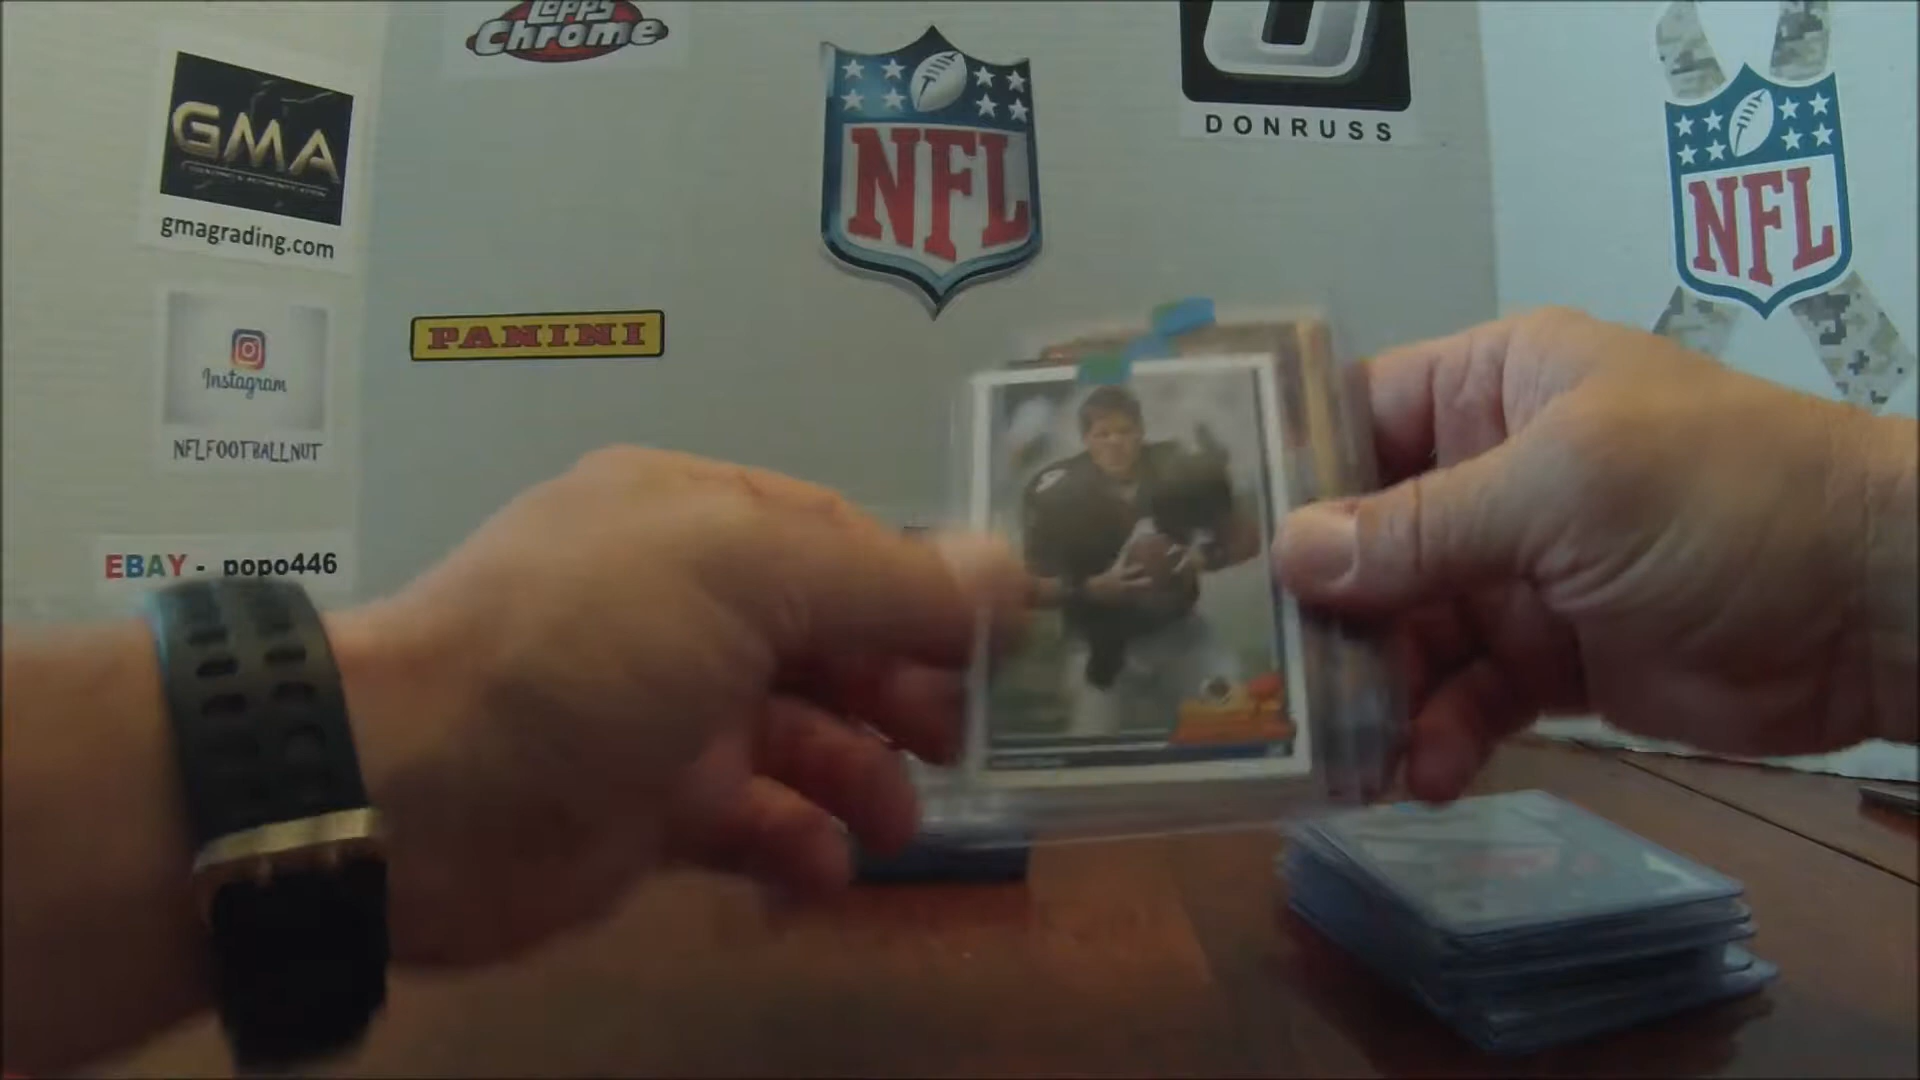 Topps
Chrome
GMA
gmagrading.com
NFL
DONRUSS
NFL
PANINI
Instagram
NFLFOOTBALLNUT
EBAY - popo446